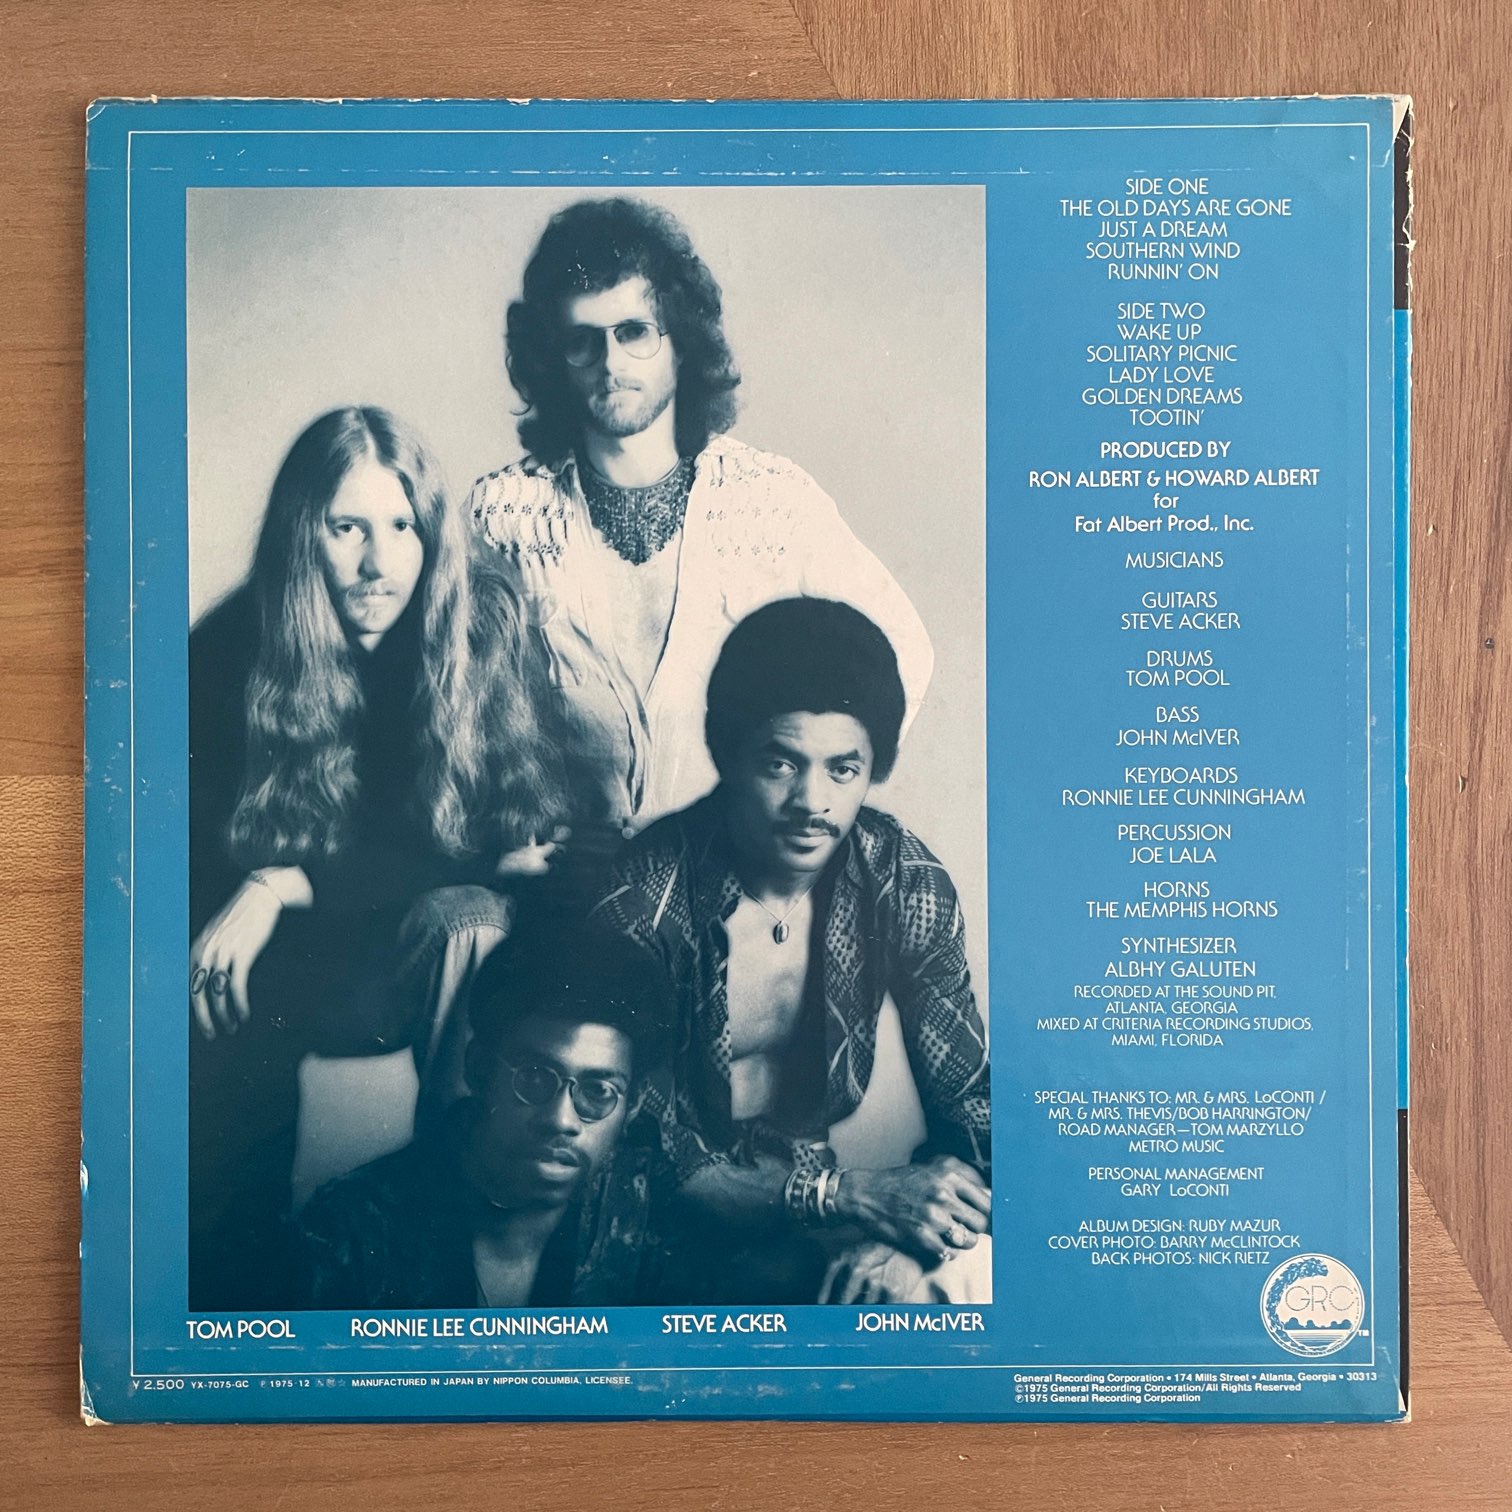 SIDE ONE
THE OLD DAYS ARE GONE
JUST A DREAM
SOUTHERN WIND
RUNNIN' ON
SIDE TWO
WAKE UP
SOLITARY PICNIC
LADY LOVE
GOLDEN DREAMS
TOOTIN'
PRODUCED BY
RON ALBERT & HOWARD ALBERT
for
Fat Albert Prod., Inc.
MUSICIANS
GUITARS
STEVE ACKER
DRUMS
TOM POOL
BASS
JOHN McIVER
KEYBOARDS
RONNIE LEE CUNNINGHAM
PERCUSSION
JOE LALA
HORNS
THE MEMPHIS HORNS
SYNTHESIZER
ALBHY GALUTEN
RECORDED AT THE SOUND PIT,
ATLANTA, GEORGIA
MIXED AT CRITERIA RECORDING STUDIOS,
MIAMI, FLORIDA
SPECIAL THANKS TO: MR. & MRS. LoCONTI /
MR. & MRS. THEVIS/BOB HARRINGTON/
ROAD MANAGER—TOM MARZYLLO
METRO MUSIC
PERSONAL MANAGEMENT
GARY LoCONTI
ALBUM DESIGN: RUBY MAZUR
COVER PHOTO: BARRY McCLINTOCK
BACK PHOTOS: NICK RIETZ
GRC
TM
TOM POOL RONNIE LEE CUNNINGHAM STEVE ACKER JOHN McIVER
¥ 2.500 YX-7075-GC ℗ 1975·12 MANUFACTURED IN JAPAN BY NIPPON COLUMBIA, LICENSEE.
General Recording Corporation • 174 Mills Street • Atlanta, Georgia • 30313
©1975 General Recording Corporation/All Rights Reserved
℗1975 General Recording Corporation